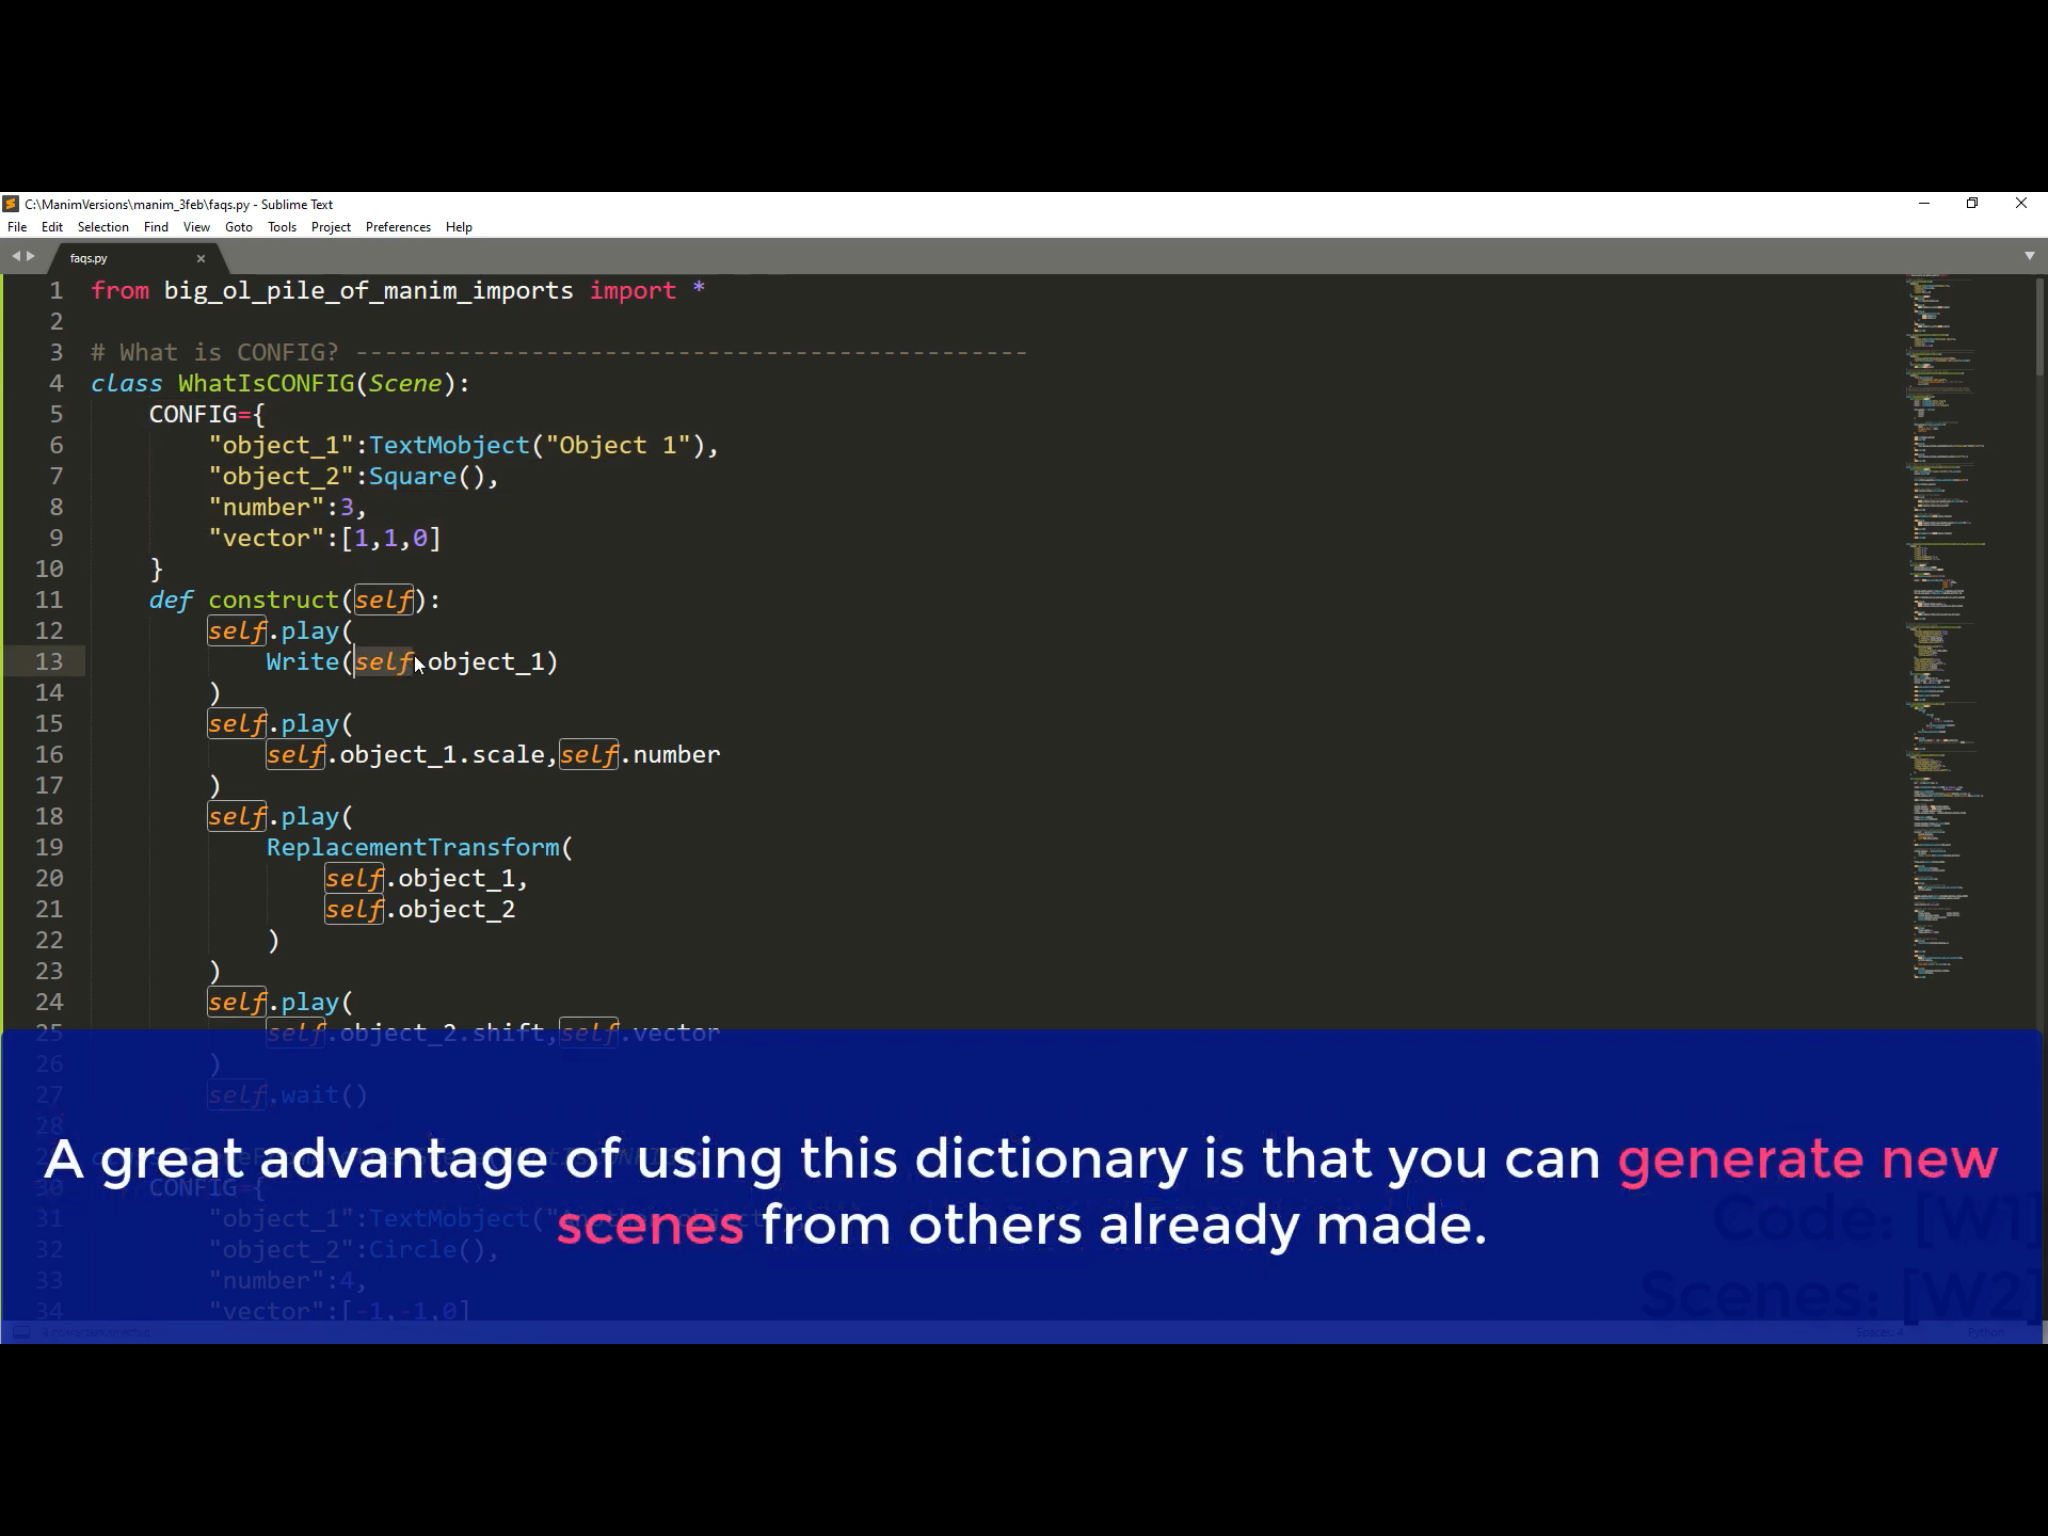 C:\ManimVersions\manim_3feb\faqs.py - Sublime Text
File Edit Selection Find View Goto Tools Project Preferences Help
faqs.py
1 from big_ol_pile_of_manim_imports import *
2
3 # What is CONFIG? ----------------------------------------------
4 class WhatIsCONFIG(Scene):
5 CONFIG={
6 "object_1":TextMobject("Object 1"),
7 "object_2":Square(),
8 "number":3,
9 "vector":[1,1,0]
10 }
11 def construct(self):
12 self.play(
13 Write(self.object_1)
14 )
15 self.play(
16 self.object_1.scale,self.number
17 )
18 self.play(
19 ReplacementTransform(
20 self.object_1,
21 self.object_2
22 )
23 )
24 self.play(
25 self.object_2.shift,self.vector
26 )
27 self.wait()
28
A great advantage of using this dictionary is that you can generate new
scenes from others already made.
30 CONFIG={
31 "object_1":TextMobject("
32 "object_2":Circle(),
33 "number":4,
34 "vector":[-1,-1,0]
Code: [W1]
Scenes: [W2]
Spaces: 4 Python